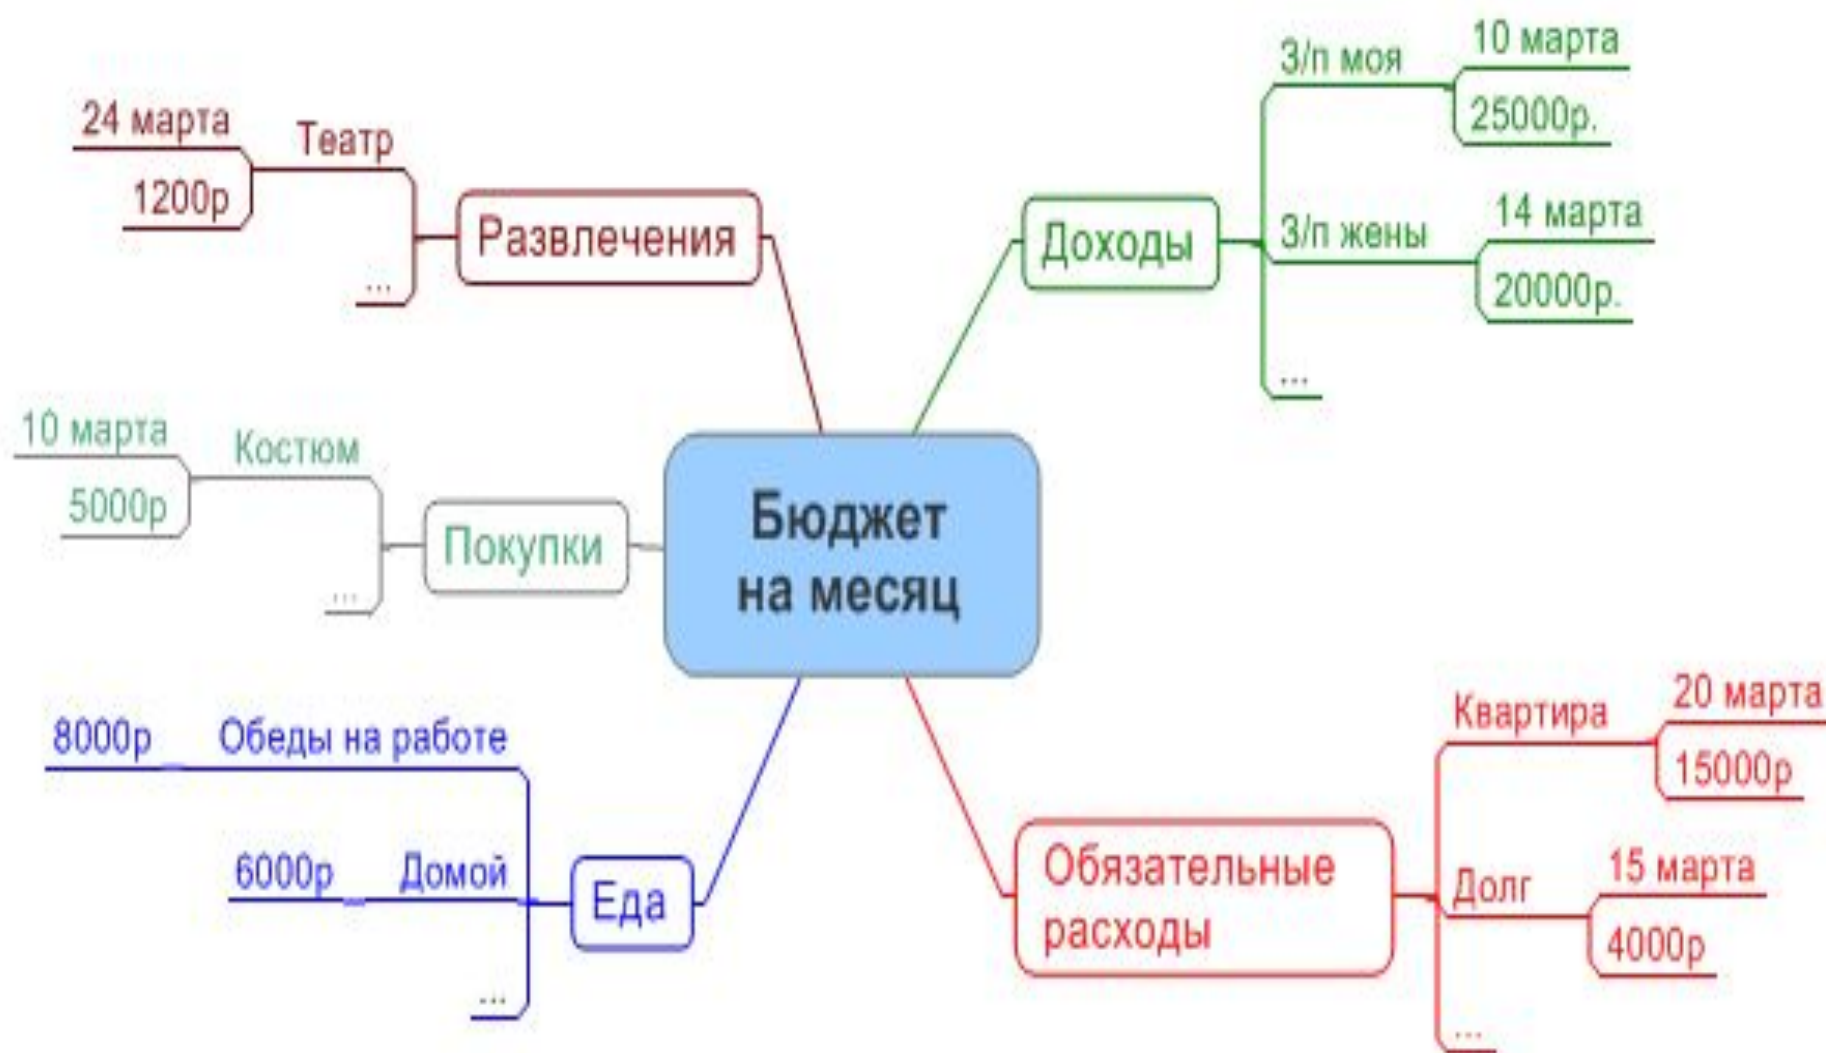 Бюджет
на месяц
Доходы
З/п моя
10 марта
25000р.
З/п жены
14 марта
20000р.
...
Обязательные
расходы
Квартира
20 марта
15000р
Долг
15 марта
4000р
...
Развлечения
Театр
24 марта
1200р
...
Покупки
Костюм
10 марта
5000р
...
Еда
Обеды на работе
8000р
Домой
6000р
...